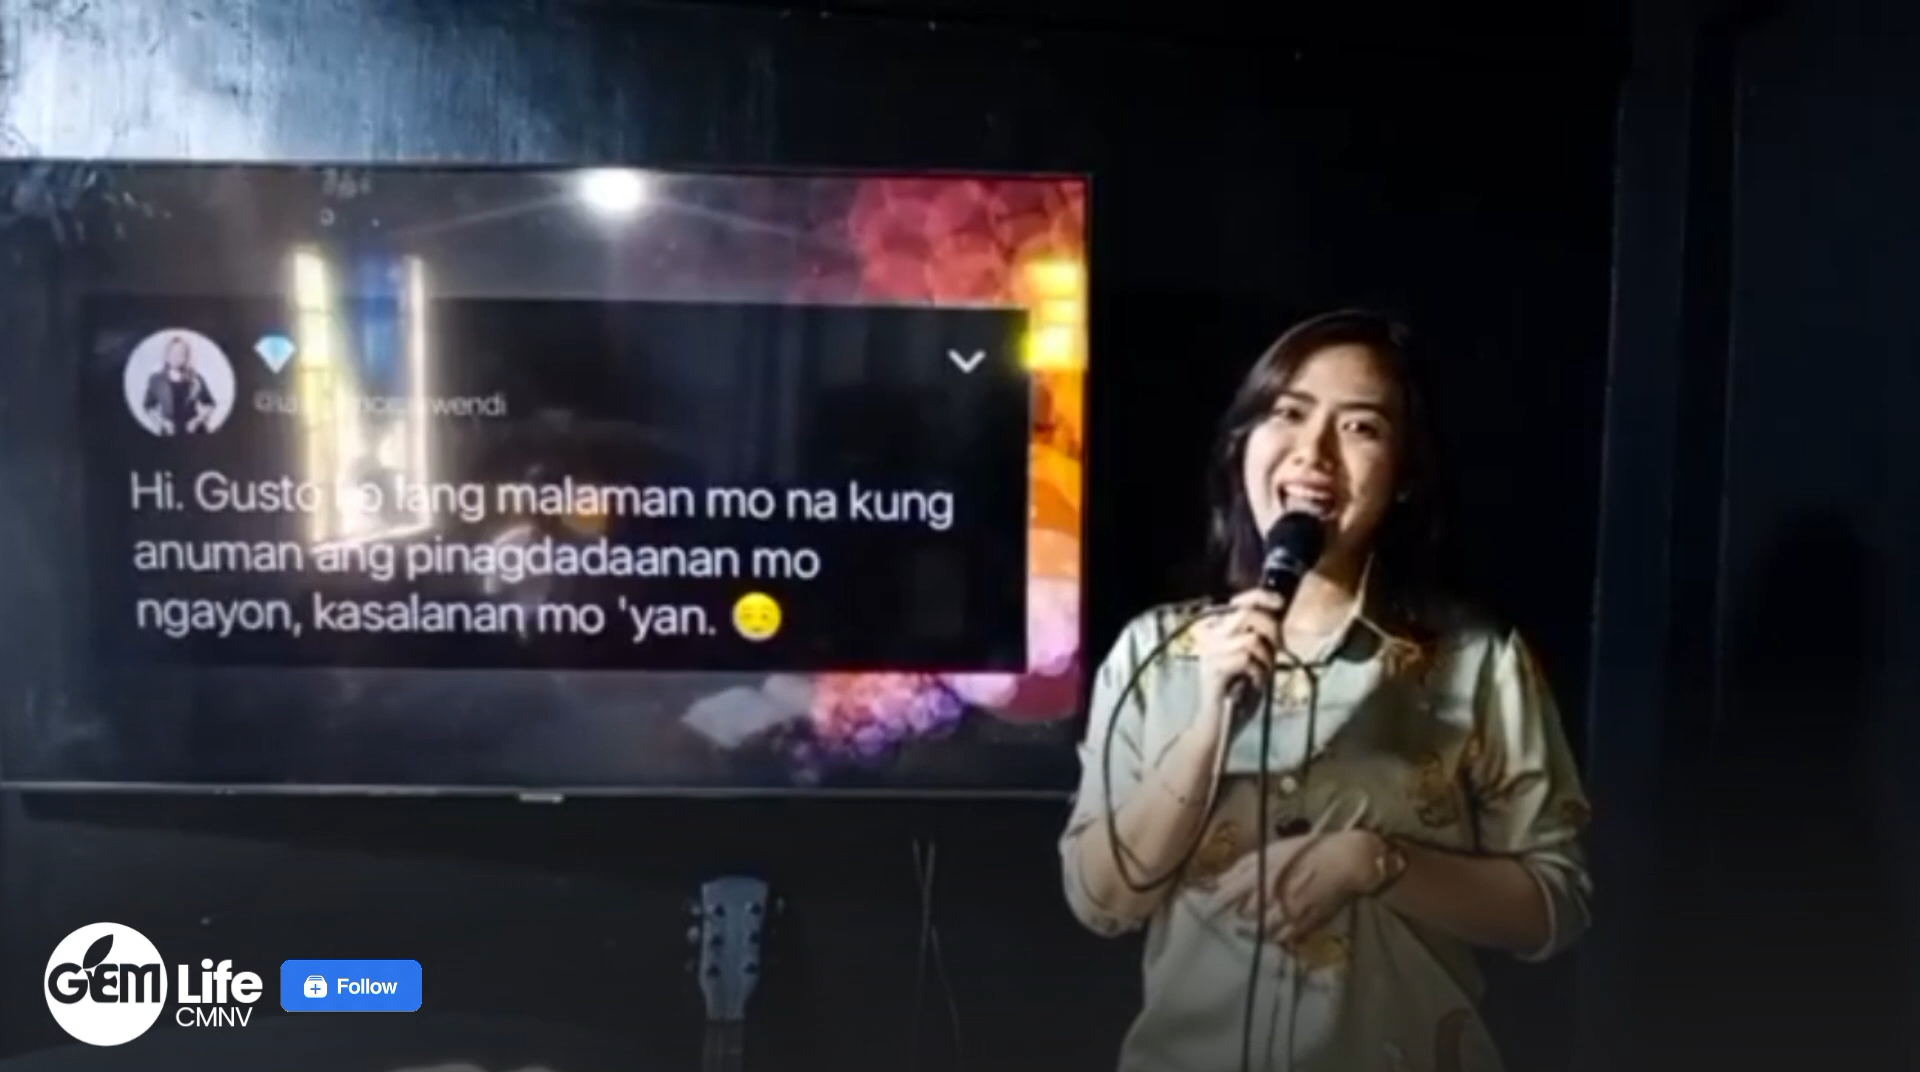 wendi
Hi. Gusto ko lang malaman mo na kung
anuman ang pinagdadaanan mo
ngayon, kasalanan mo 'yan. 😌
GEM Life
CMNV
Follow